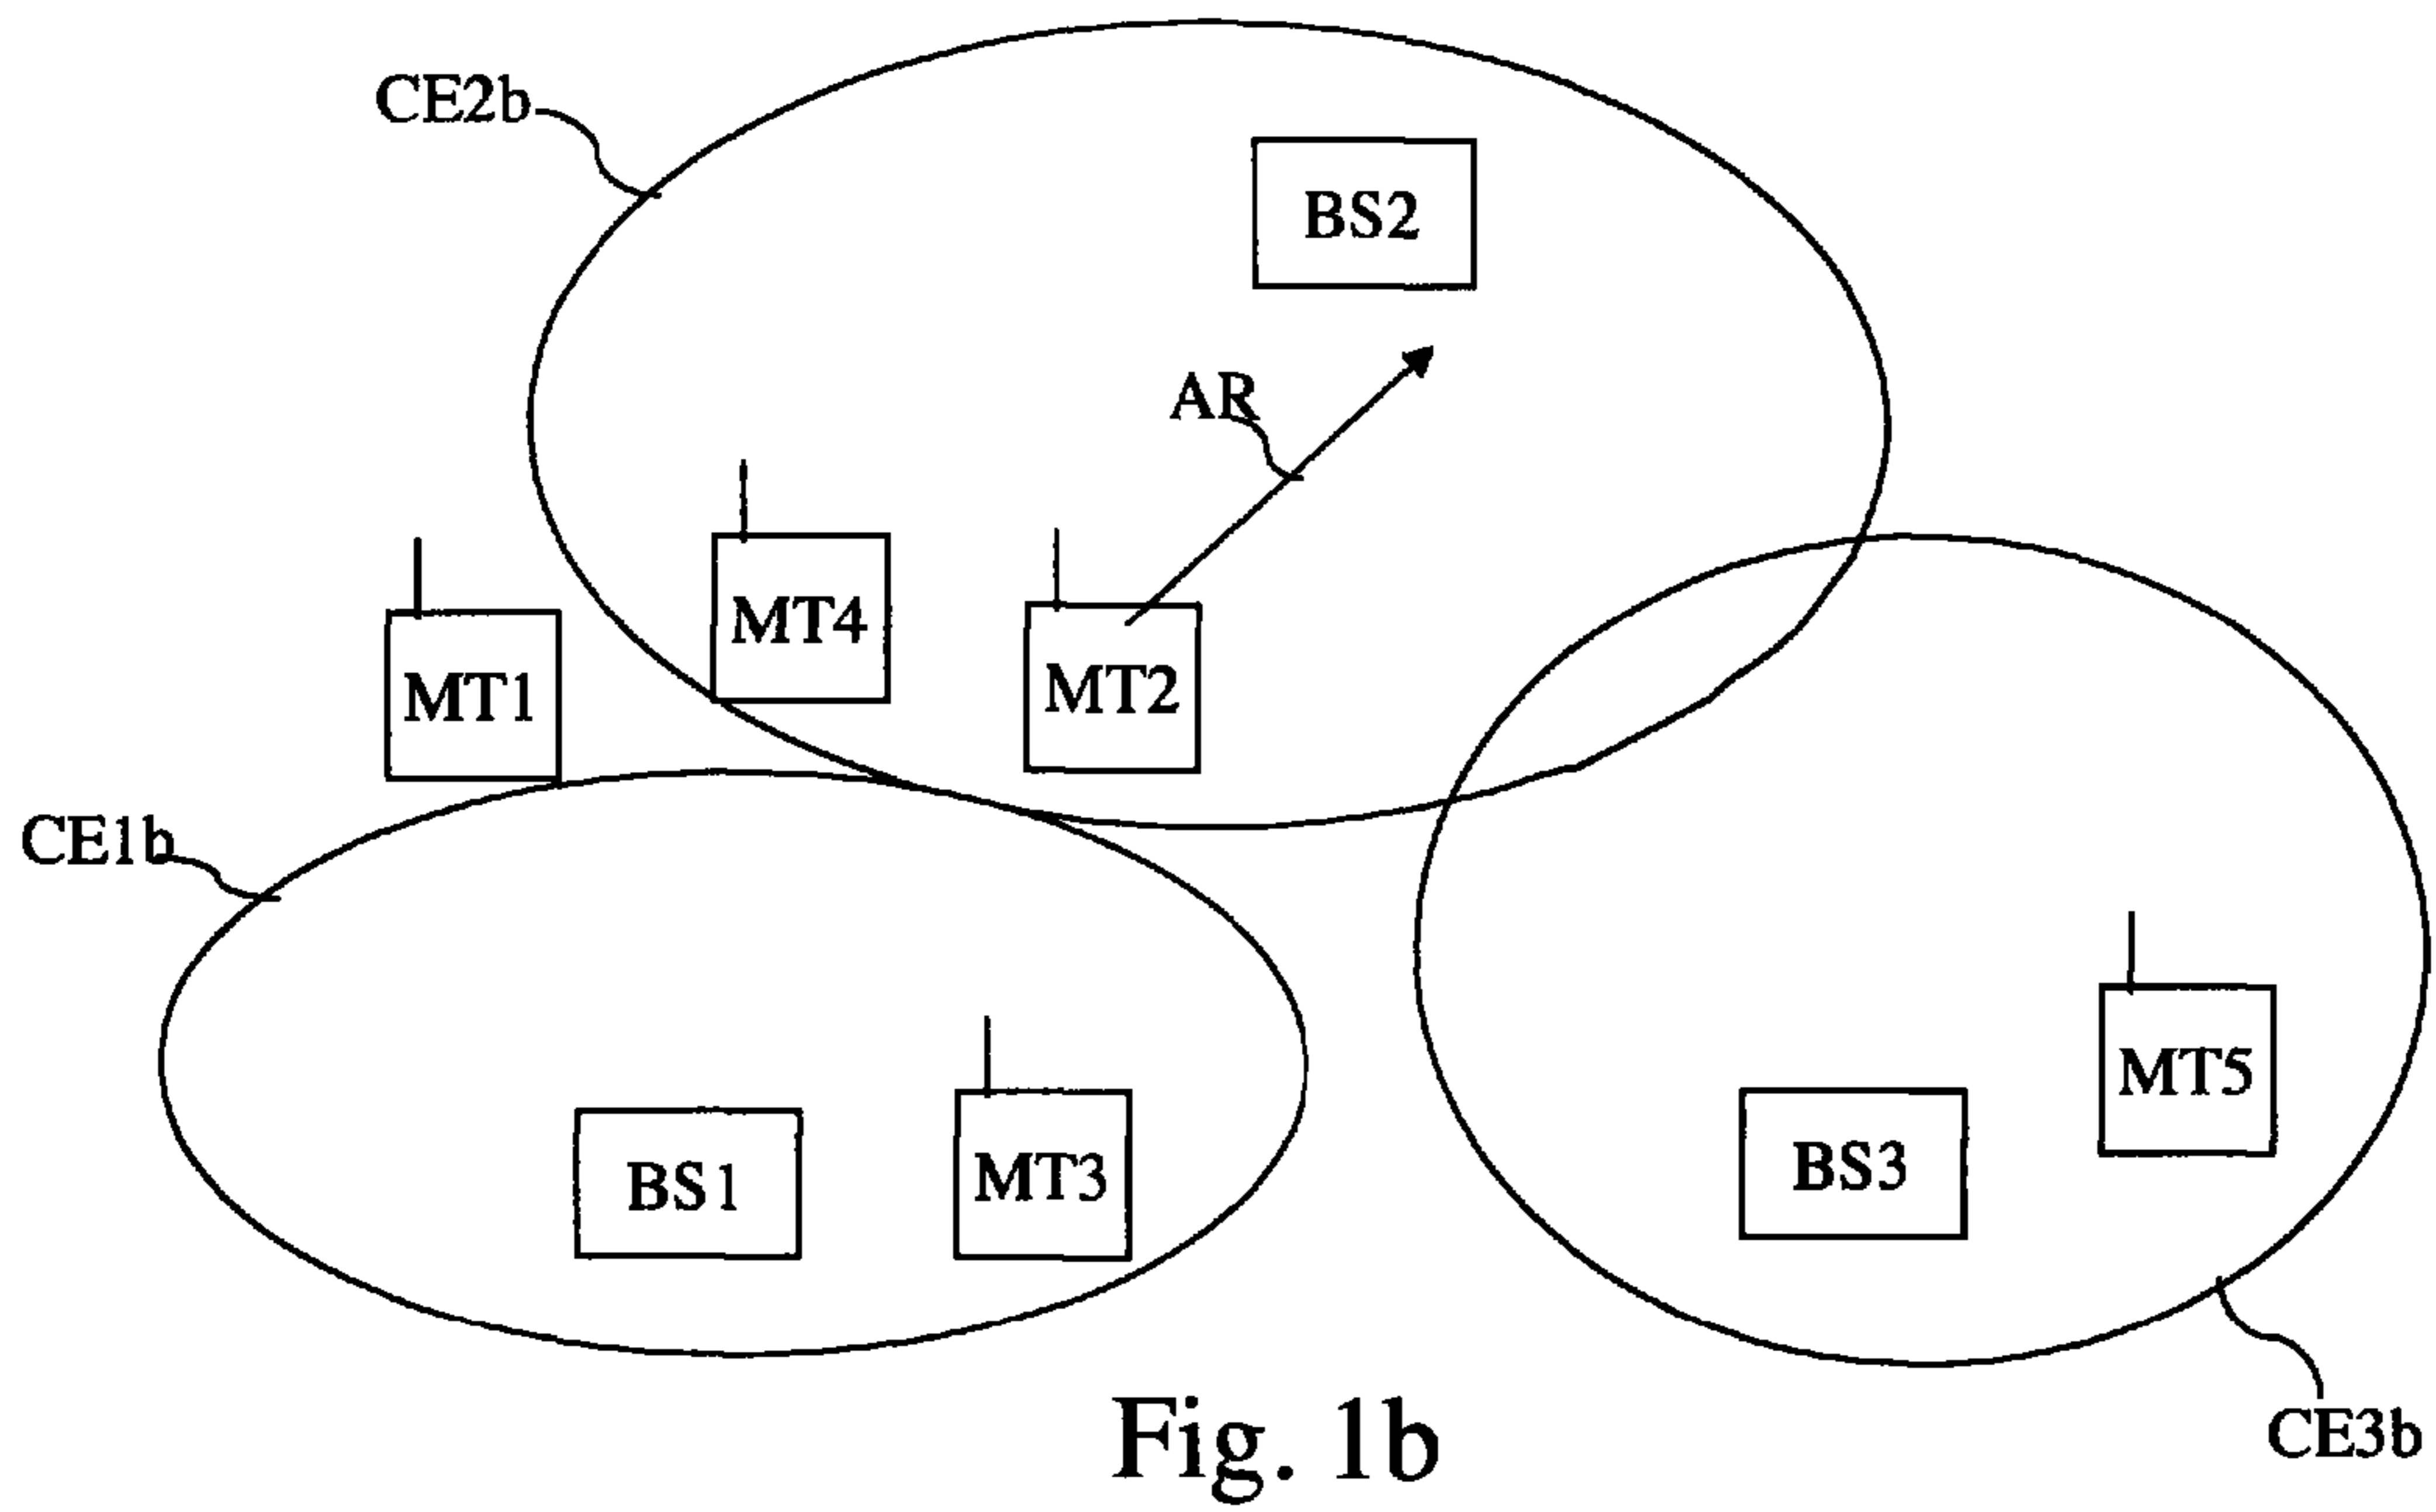 CE2b
BS2
AR
MT4
MT1
MT2
CE1b
MT5
BS3
MT3
BS1
Fig. 1b
CE3b